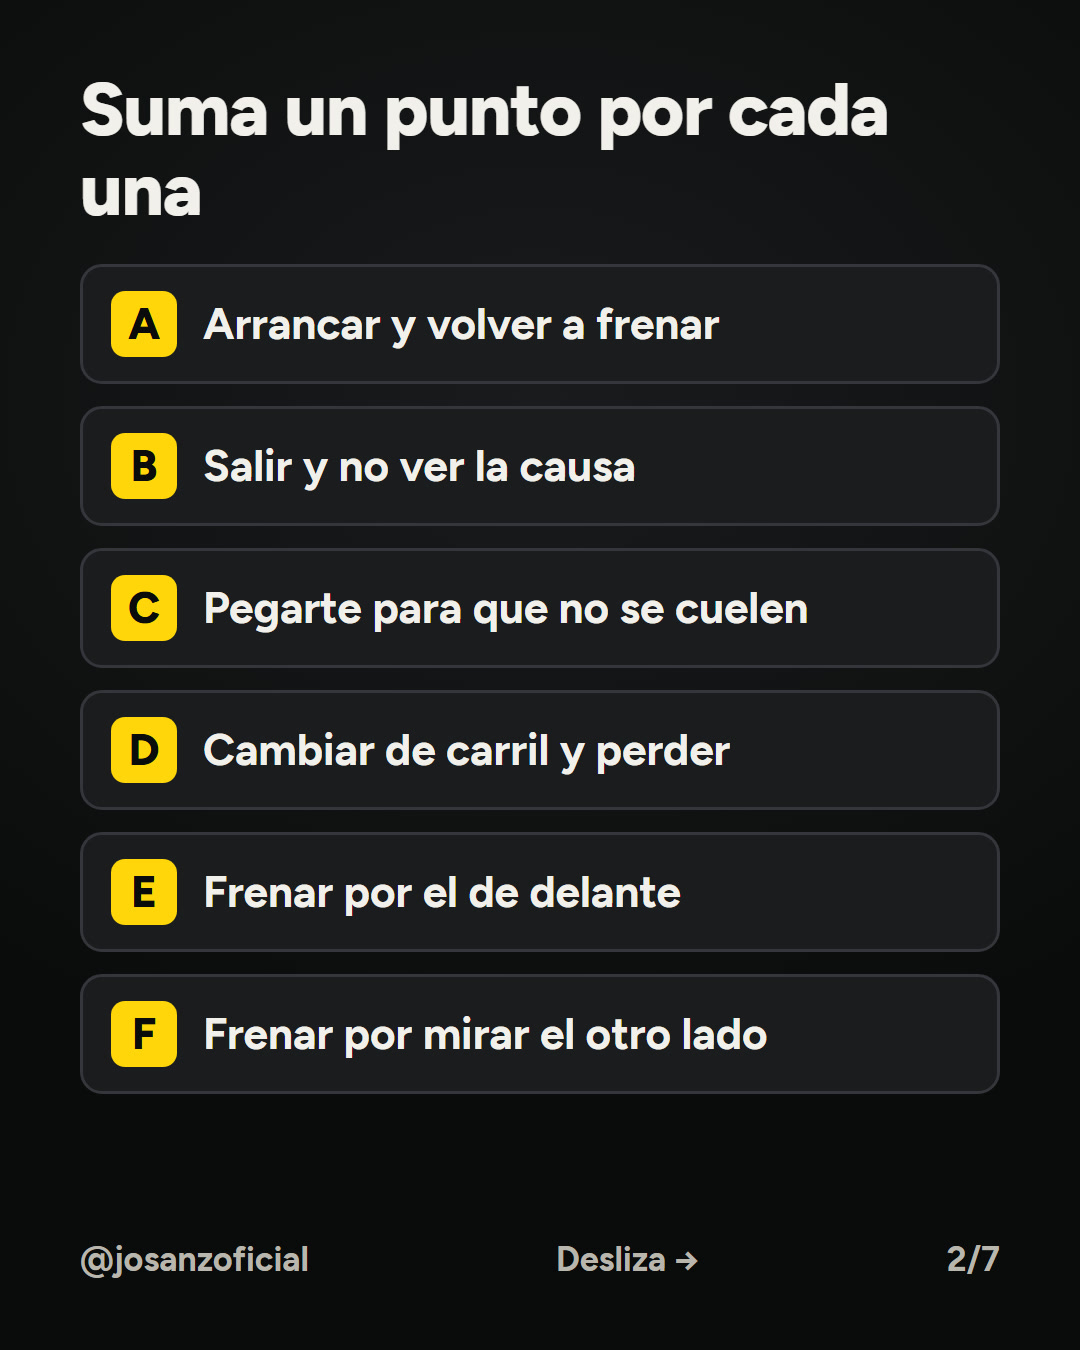 Suma un punto por cada
una
A Arrancar y volver a frenar
B Salir y no ver la causa
C Pegarte para que no se cuelen
D Cambiar de carril y perder
E Frenar por el de delante
F Frenar por mirar el otro lado
@josanzoficial Desliza → 2/7